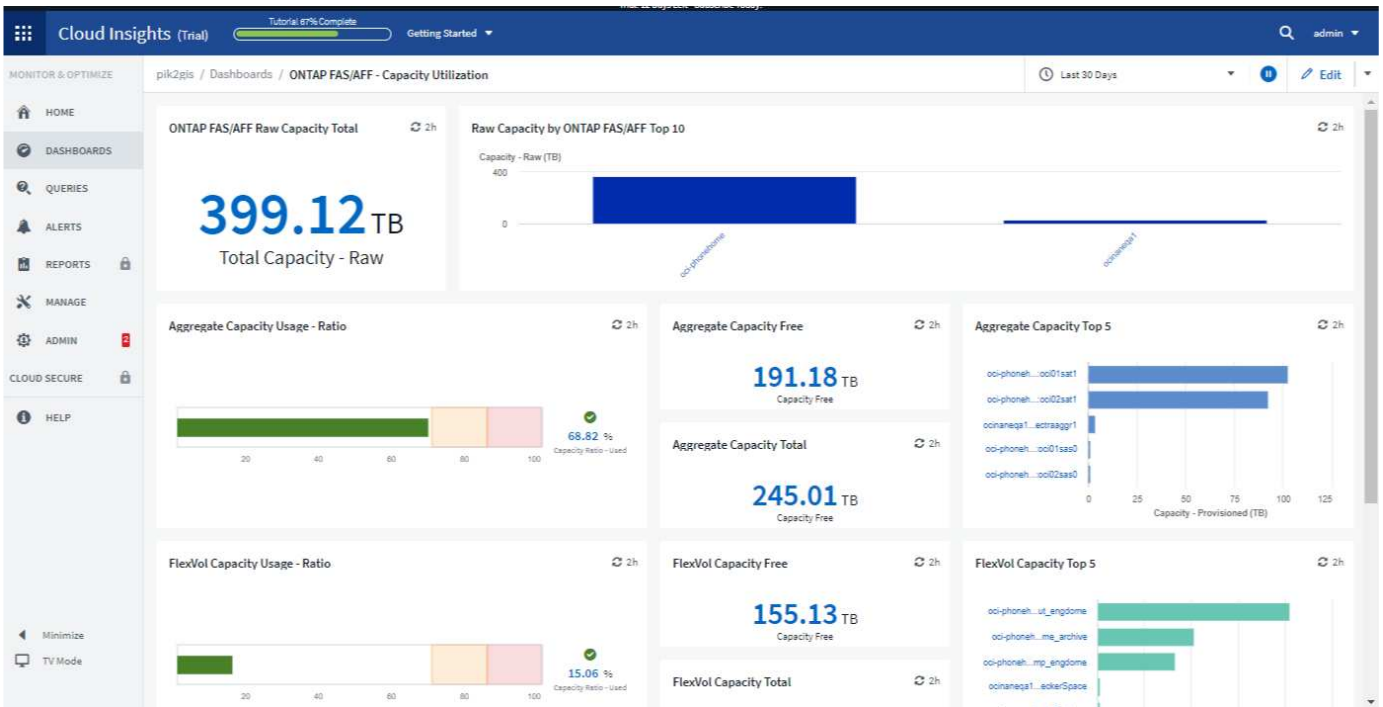 Trial: 12 Days Left - Subscribe Today!
Cloud Insights (Trial)
Tutorial 67% Complete
Getting Started
admin
MONITOR & OPTIMIZE
pik2gis / Dashboards / ONTAP FAS/AFF - Capacity Utilization
Last 30 Days
Edit
HOME
DASHBOARDS
QUERIES
ALERTS
REPORTS
MANAGE
ADMIN
2
CLOUD SECURE
HELP
Minimize
TV Mode
ONTAP FAS/AFF Raw Capacity Total
2h
399.12 TB
Total Capacity - Raw
Raw Capacity by ONTAP FAS/AFF Top 10
2h
Capacity - Raw (TB)
400
0
oci-phonehome
ocinaneqa1
Aggregate Capacity Usage - Ratio
2h
68.82 %
Capacity Ratio - Used
20 40 60 80 100
Aggregate Capacity Free
2h
191.18 TB
Capacity Free
Aggregate Capacity Total
2h
245.01 TB
Capacity Free
Aggregate Capacity Top 5
2h
oci-phoneh...:oci01sat1
oci-phoneh...:oci02sat1
ocinaneqa1...ectraaggr1
oci-phoneh...:oci01sas0
oci-phoneh...:oci02sas0
0 25 50 75 100 125
Capacity - Provisioned (TB)
FlexVol Capacity Usage - Ratio
2h
15.06 %
Capacity Ratio - Used
20 40 60 80 100
FlexVol Capacity Free
2h
155.13 TB
Capacity Free
FlexVol Capacity Total
2h
FlexVol Capacity Top 5
2h
oci-phoneh...ut_engdome
oci-phoneh...me_archive
oci-phoneh...mp_engdome
ocinaneqa1...eckerSpace